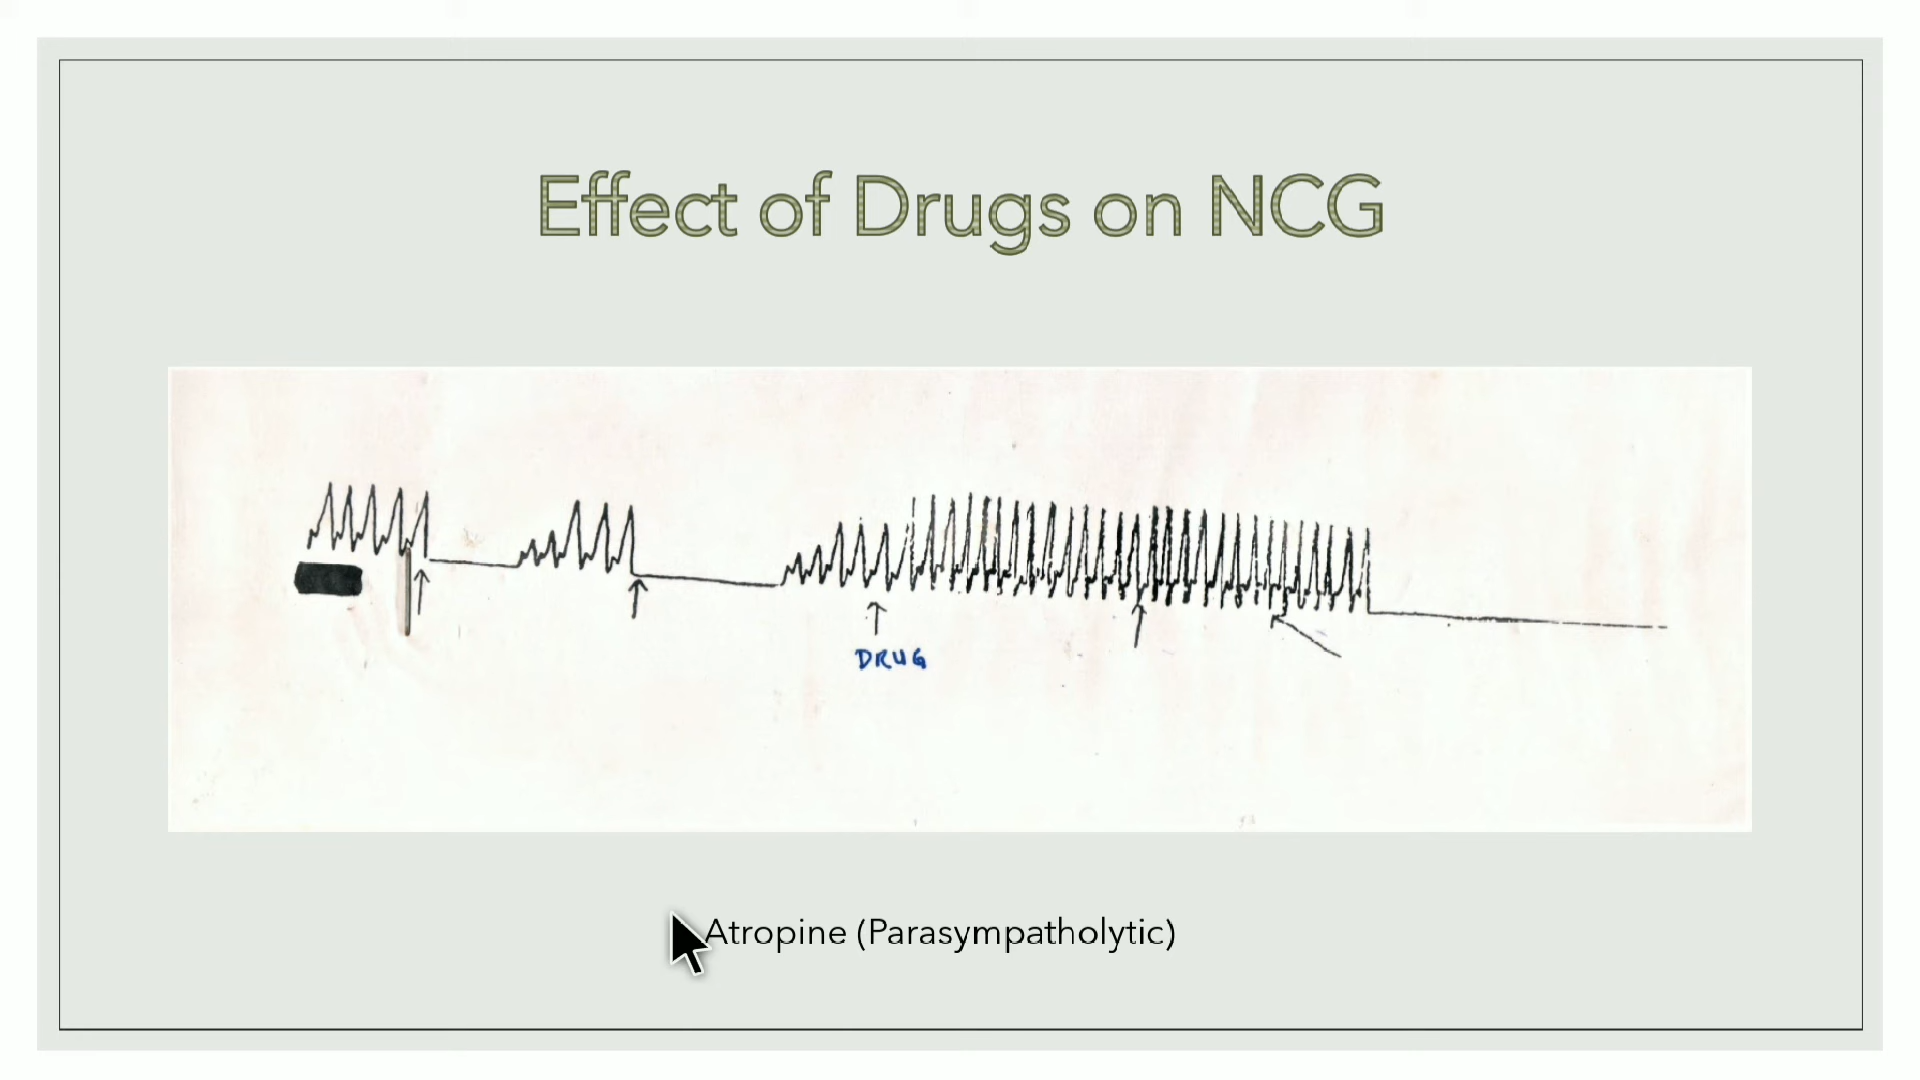 Effect of Drugs on NCG
DRUG
Atropine (Parasympatholytic)